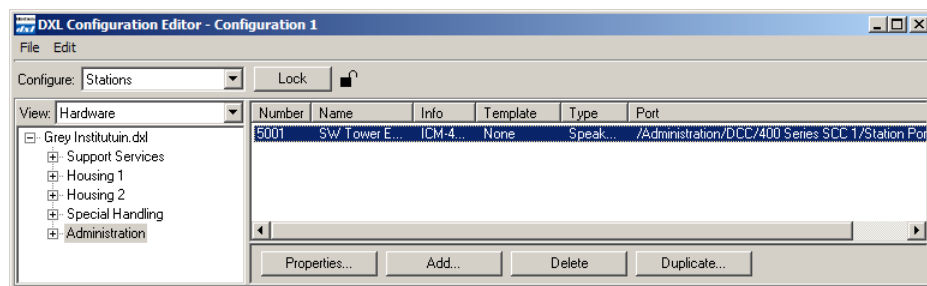 DXL Configuration Editor - Configuration 1
File Edit
Configure: Stations Lock
View: Hardware
Number Name Info Template Type Port
5001 SW Tower E... ICM-4... None Speak... /Administration/DCC/400 Series SCC 1/Station Por
Grey Institutuin.dxl
Support Services
Housing 1
Housing 2
Special Handling
Administration
Properties... Add... Delete Duplicate...